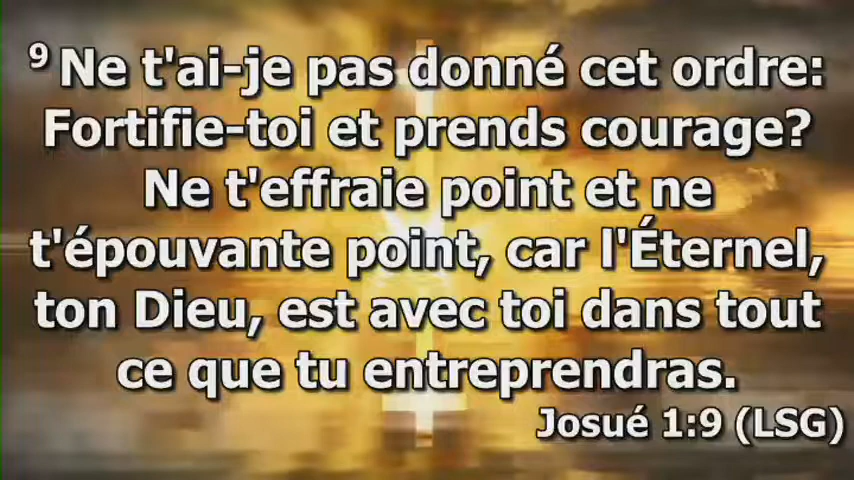 9 Ne t'ai-je pas donné cet ordre:
Fortifie-toi et prends courage?
Ne t'effraie point et ne
t'épouvante point, car l'Éternel,
ton Dieu, est avec toi dans tout
ce que tu entreprendras.
Josué 1:9 (LSG)